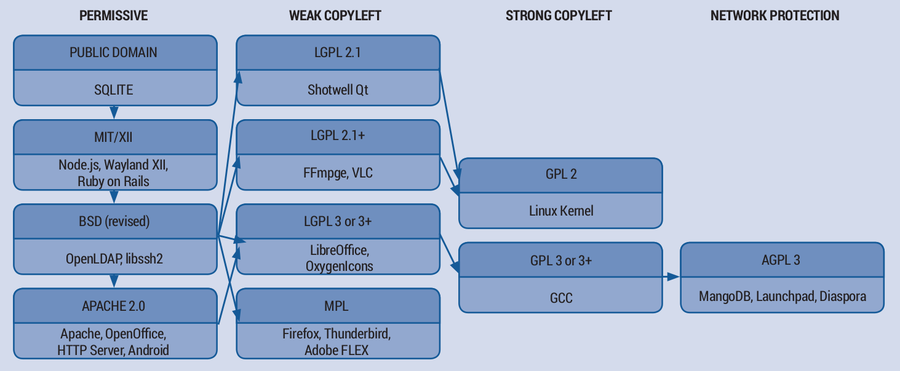 PERMISSIVE
WEAK COPYLEFT
STRONG COPYLEFT
NETWORK PROTECTION
PUBLIC DOMAIN
SQLITE
MIT/XII
Node.js, Wayland XII,
Ruby on Rails
BSD (revised)
OpenLDAP, libssh2
APACHE 2.0
Apache, OpenOffice,
HTTP Server, Android
LGPL 2.1
Shotwell Qt
LGPL 2.1+
FFmpge, VLC
LGPL 3 or 3+
LibreOffice,
OxygenIcons
MPL
Firefox, Thunderbird,
Adobe FLEX
GPL 2
Linux Kernel
GPL 3 or 3+
GCC
AGPL 3
MangoDB, Launchpad, Diaspora